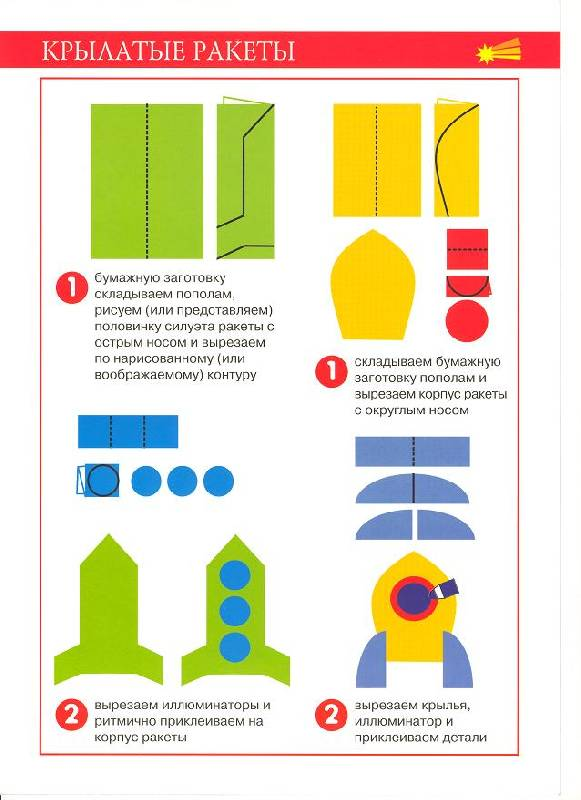 КРЫЛАТЫЕ РАКЕТЫ
1
бумажную заготовку
складываем пополам,
рисуем (или представляем)
половинку силуэта ракеты с
острым носом и вырезаем
по нарисованному (или
воображаемому) контуру
1
складываем бумажную
заготовку пополам и
вырезаем корпус ракеты
с округлым носом
2
вырезаем иллюминаторы и
ритмично приклеиваем на
корпус ракеты
2
вырезаем крылья,
иллюминатор и
приклеиваем детали